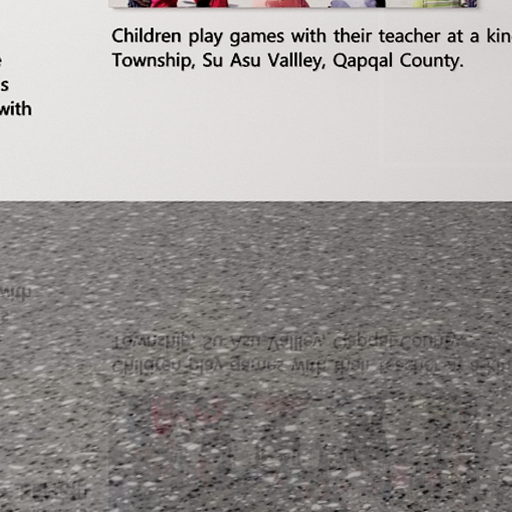 Children play games with their teacher at a kin
Township, Su Asu Vallley, Qapqal County.
s
with